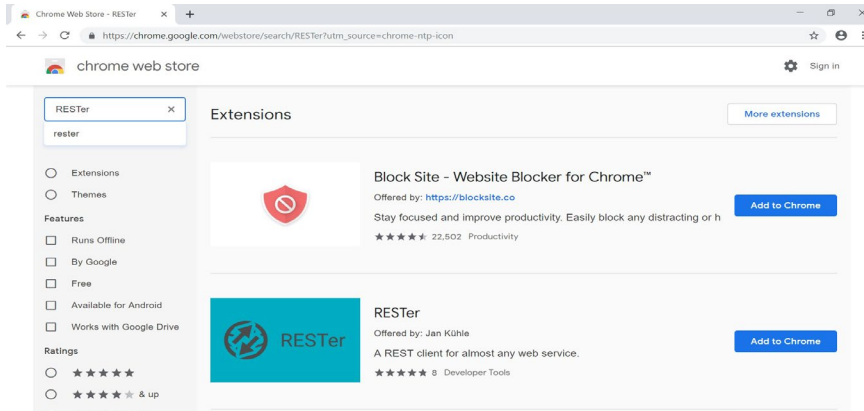 Chrome Web Store - RESTer
https://chrome.google.com/webstore/search/RESTer?utm_source=chrome-ntp-icon
chrome web store
Sign in
RESTer
rester
Extensions
Themes
Features
Runs Offline
By Google
Free
Available for Android
Works with Google Drive
Ratings
& up
Extensions
More extensions
Block Site - Website Blocker for Chrome™
Offered by: https://blocksite.co
Stay focused and improve productivity. Easily block any distracting or h
22,502 Productivity
Add to Chrome
RESTer
RESTer
Offered by: Jan Kühle
A REST client for almost any web service.
8 Developer Tools
Add to Chrome